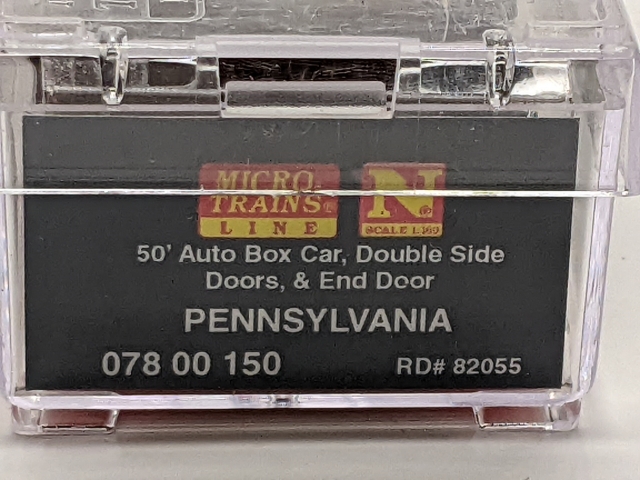 MICRO
TRAINS®
LINE
N®
SCALE 1:160
50' Auto Box Car, Double Side
Doors, & End Door
PENNSYLVANIA
078 00 150
RD# 82055